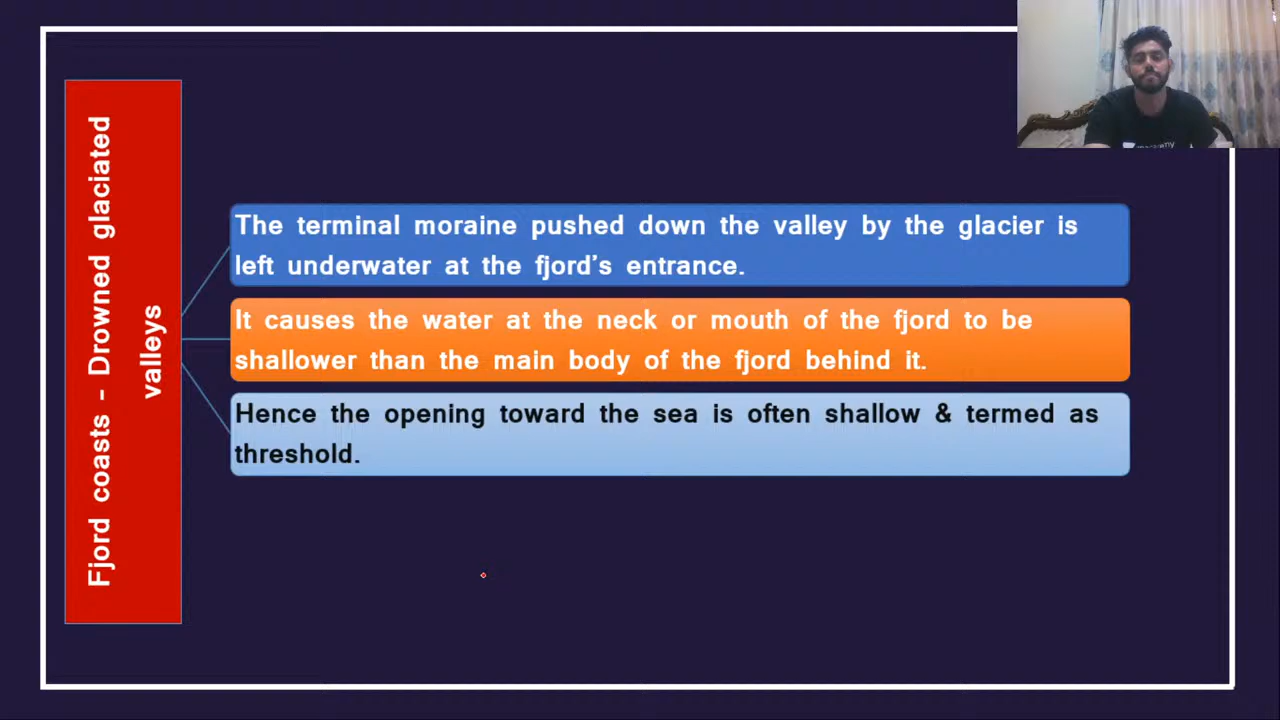 Fjord coasts - Drowned glaciated
valleys
The terminal moraine pushed down the valley by the glacier is
left underwater at the fjord's entrance.
It causes the water at the neck or mouth of the fjord to be
shallower than the main body of the fjord behind it.
Hence the opening toward the sea is often shallow & termed as
threshold.